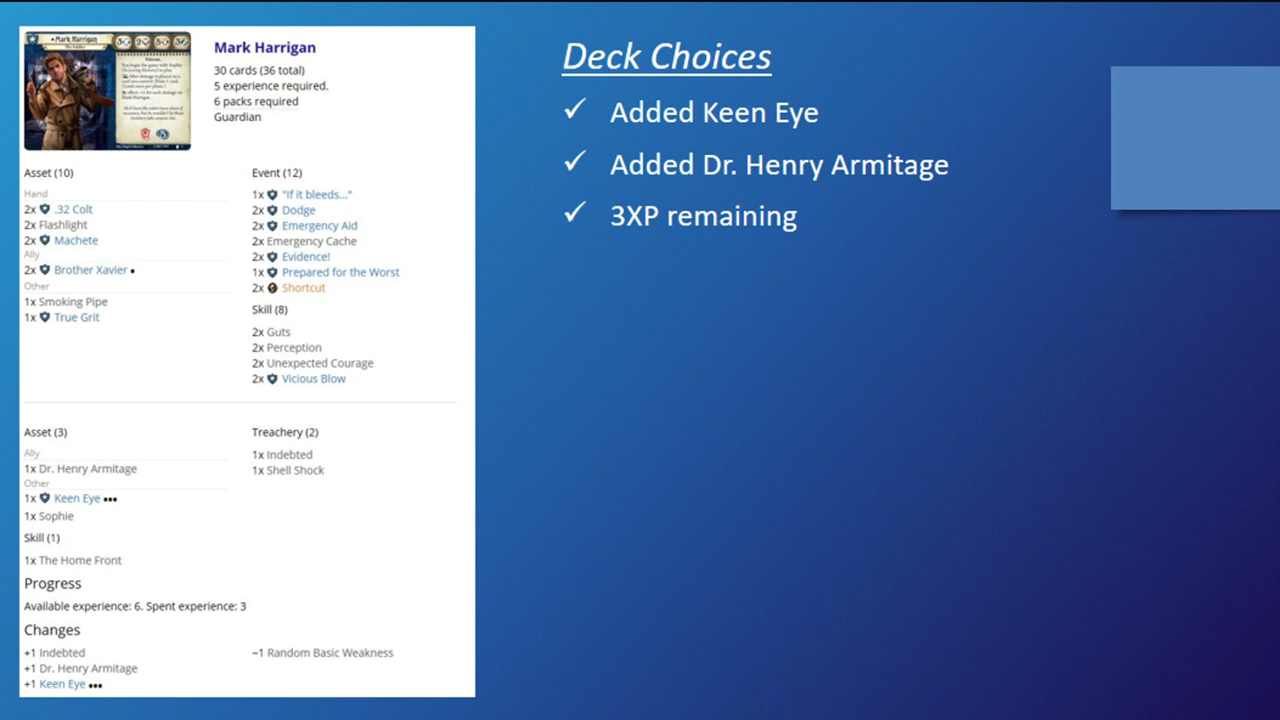 Mark Harrigan
Mark Harrigan
30 cards (36 total)
5 experience required.
6 packs required
Guardian
Asset (10)
Hand
2x .32 Colt
2x Flashlight
2x Machete
Ally
2x Brother Xavier •
Other
1x Smoking Pipe
1x True Grit
Event (12)
1x "If it bleeds..."
2x Dodge
2x Emergency Aid
2x Emergency Cache
2x Evidence!
1x Prepared for the Worst
2x Shortcut
Skill (8)
2x Guts
2x Perception
2x Unexpected Courage
2x Vicious Blow
Asset (3)
Ally
1x Dr. Henry Armitage
Other
1x Keen Eye •••
1x Sophie
Skill (1)
1x The Home Front
Treachery (2)
1x Indebted
1x Shell Shock
Progress
Available experience: 6. Spent experience: 3
Changes
+1 Indebted
+1 Dr. Henry Armitage
+1 Keen Eye •••
−1 Random Basic Weakness
Deck Choices
✓ Added Keen Eye
✓ Added Dr. Henry Armitage
✓ 3XP remaining